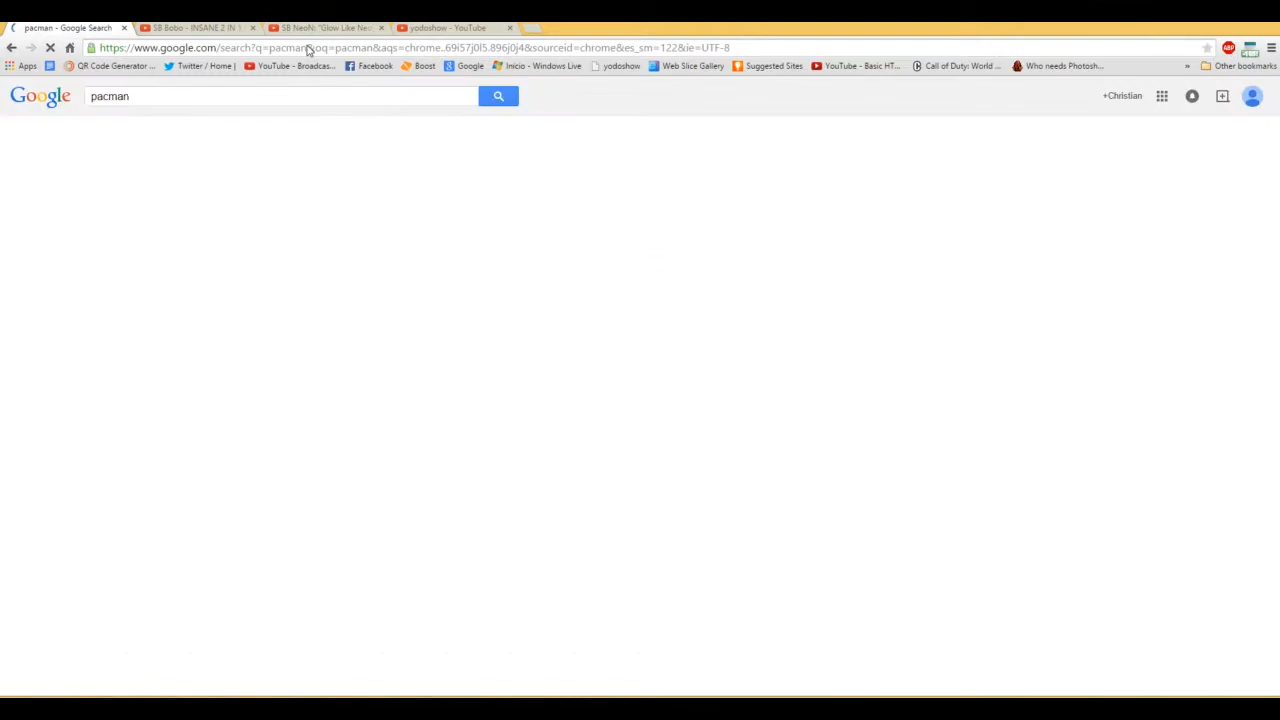 pacman - Google Search
SB Bobo - INSANE 2 IN
SB NeoN: "Glow Like Neo
yodoshow - YouTube
https://www.google.com/search?q=pacman&oq=pacman&aqs=chrome..69i57j0l5.896j0j4&sourceid=chrome&es_sm=122&ie=UTF-8
ABP
Apps
QR Code Generator ...
Twitter / Home
YouTube - Broadcas...
Facebook
Boost
Google
Inicio - Windows Live
yodoshow
Web Slice Gallery
Suggested Sites
YouTube - Basic HT...
Call of Duty: World ...
Who needs Photosh...
» Other bookmarks
Google
pacman
+Christian